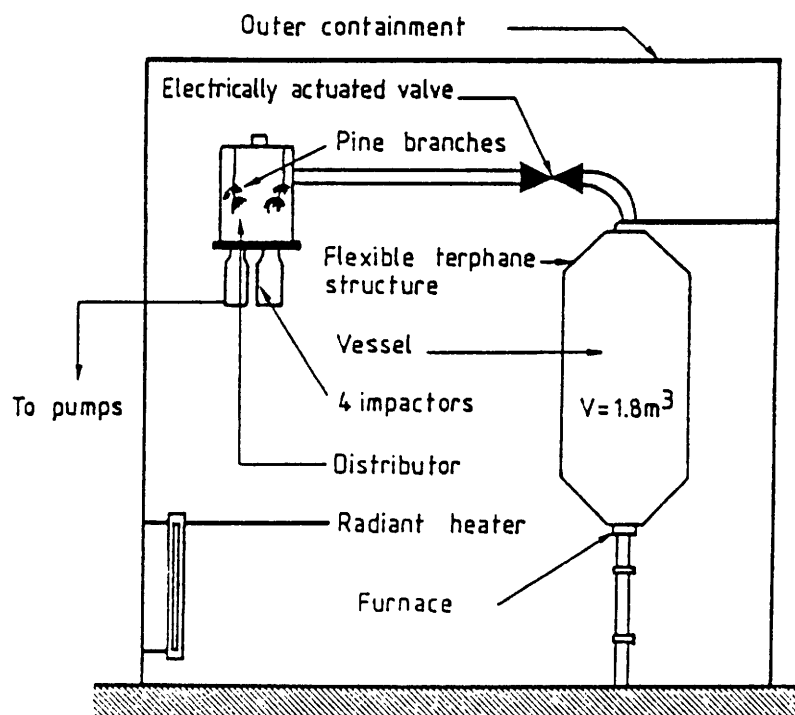 Outer containment
Electrically actuated valve
Pine branches
Flexible terphane
structure
Vessel
V=1.8m³
To pumps
4 impactors
Distributor
Radiant heater
Furnace